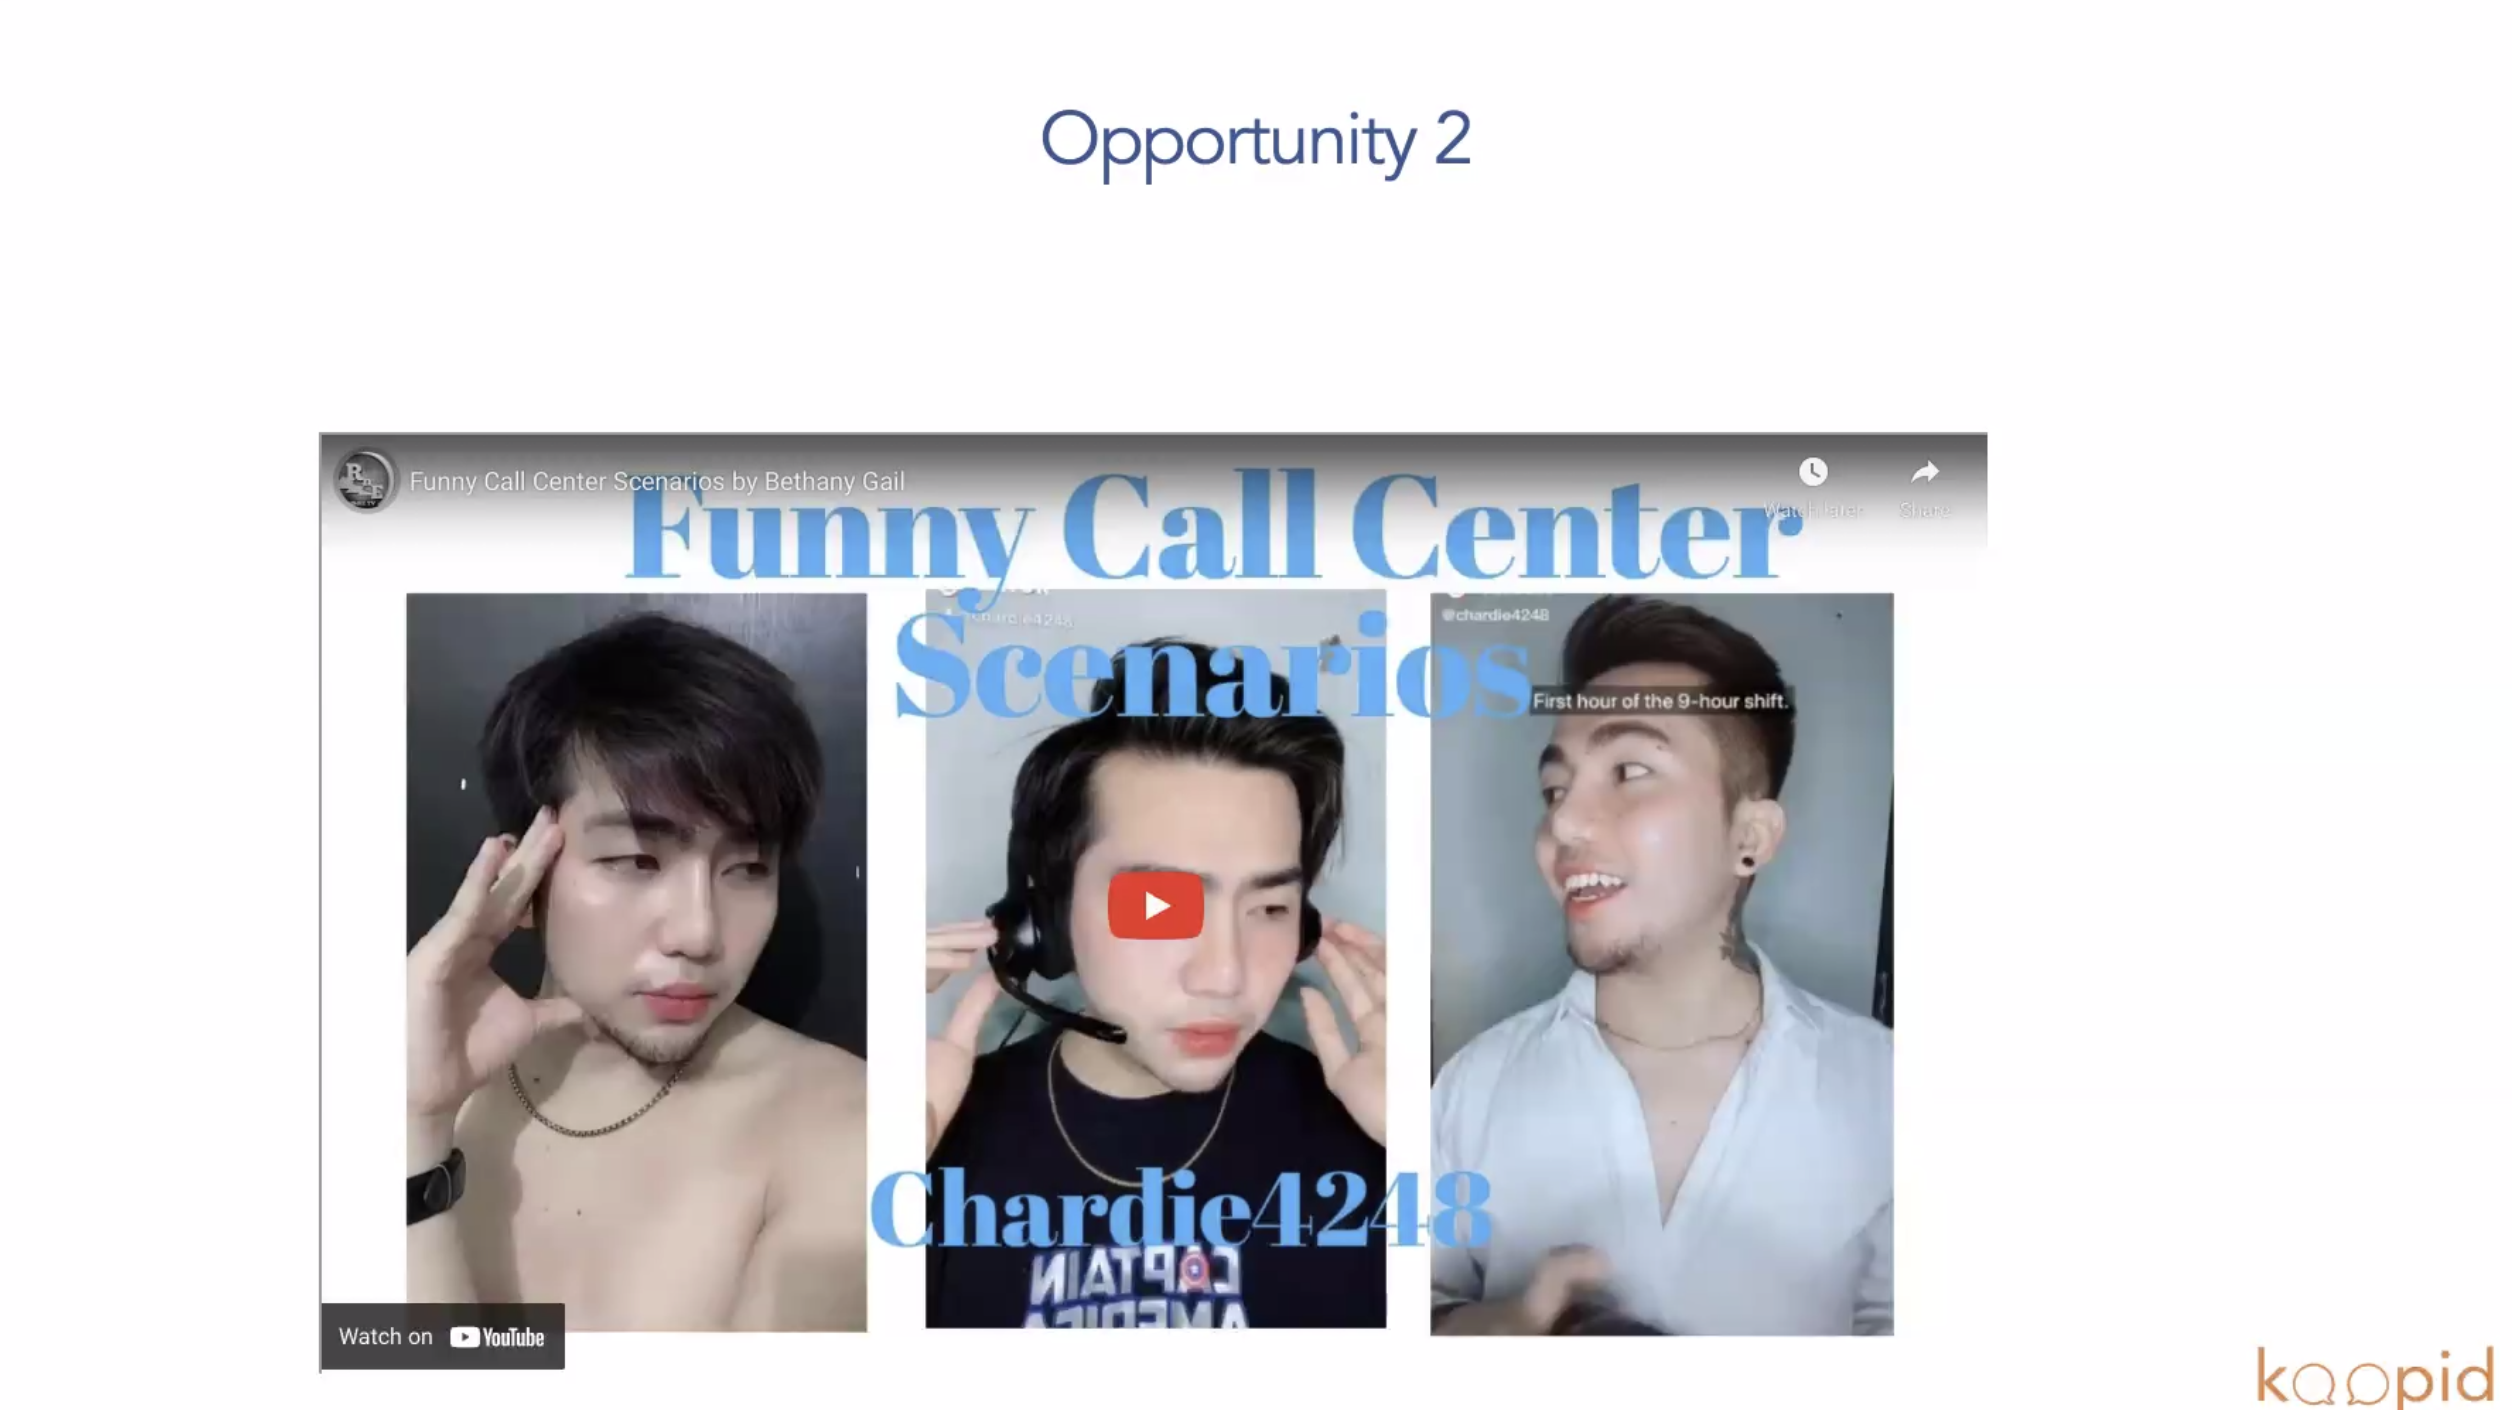 Opportunity 2
Funny Call Center Scenarios by Bethany Gail
Watch later
Share
Funny Call Center
Scenarios
@chardie4248
First hour of the 9-hour shift.
Chardie4248
CAPTAIN
AMERICA
Watch on YouTube
koopid